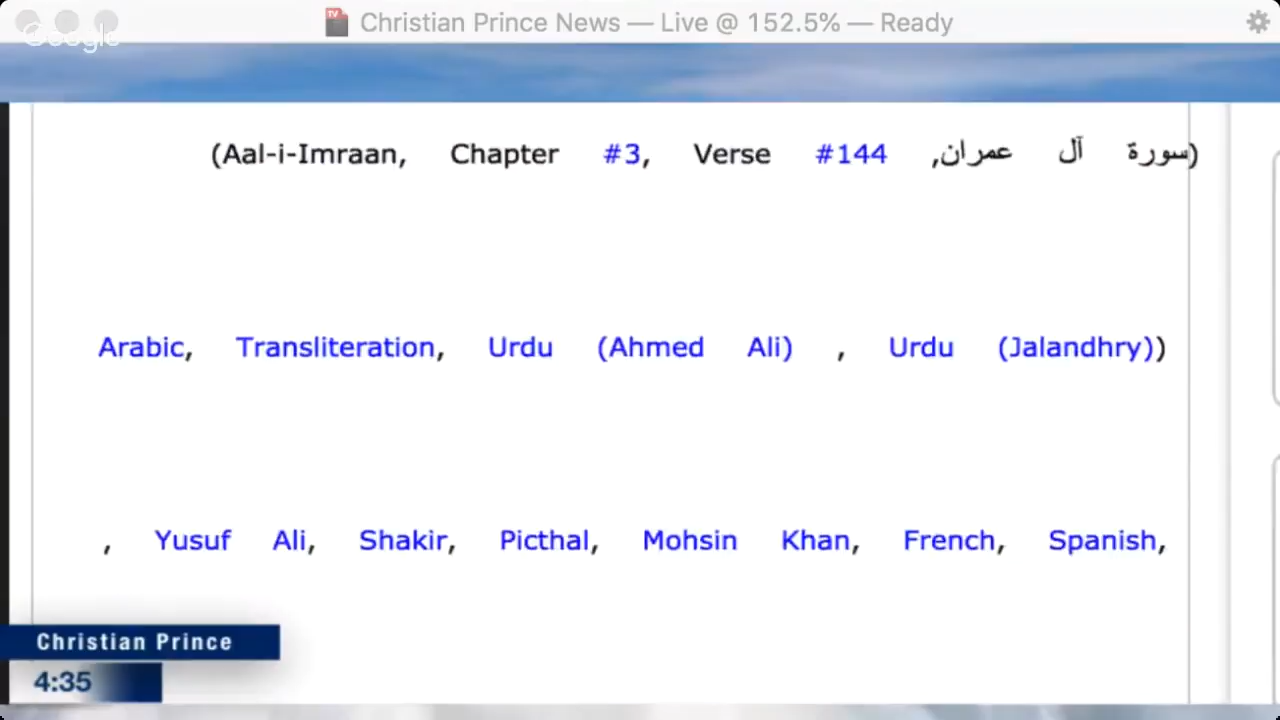 Christian Prince News — Live @ 152.5% — Ready
Google
(Aal-i-Imraan, Chapter #3, Verse #144 ,سورة آل عمران)
Arabic, Transliteration, Urdu (Ahmed Ali) , Urdu (Jalandhry))
, Yusuf Ali, Shakir, Picthal, Mohsin Khan, French, Spanish,
Christian Prince
4:35